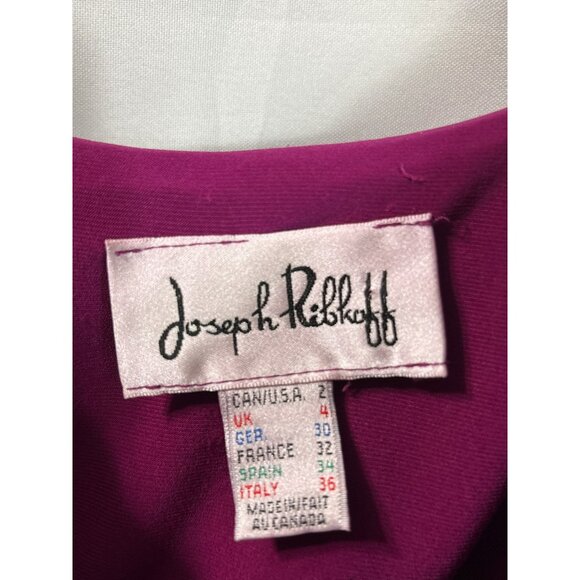 Joseph Ribkoff
CAN/U.S.A. 2
UK 4
GER. 30
FRANCE 32
SPAIN 34
ITALY 36
MADE IN/FAIT
AU CANADA